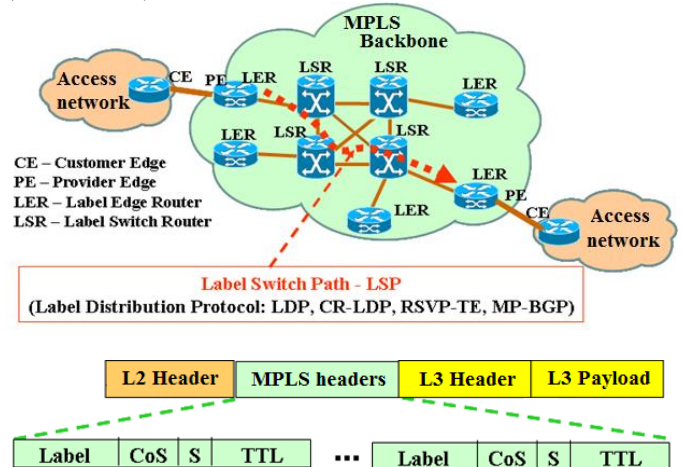 MPLS
Backbone
LSR
LSR
Access
network
CE
PE
LER
LER
LER
LSR
LSR
LER
PE
LER
CE
Access
network
CE – Customer Edge
PE – Provider Edge
LER – Label Edge Router
LSR – Label Switch Router
Label Switch Path - LSP
(Label Distribution Protocol: LDP, CR-LDP, RSVP-TE, MP-BGP)
L2 Header MPLS headers L3 Header L3 Payload
Label CoS S TTL ... Label CoS S TTL